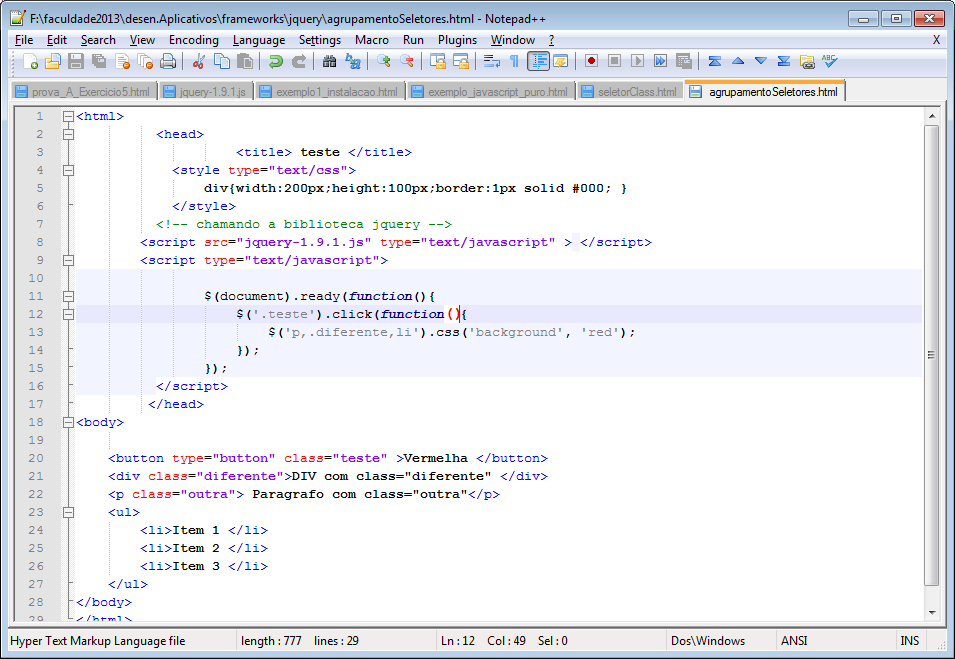 F:\faculdade2013\desen.Aplicativos\frameworks\jquery\agrupamentoSeletores.html - Notepad++
File Edit Search View Encoding Language Settings Macro Run Plugins Window ? X
prova_A_Exercicio5.html jquery-1.9.1.js exemplo1_instalacao.html exemplo_javascript_puro.html seletorClass.html agrupamentoSeletores.html
1 <html>
2 <head>
3 <title> teste </title>
4 <style type="text/css">
5 div{width:200px;height:100px;border:1px solid #000; }
6 </style>
7 <!-- chamando a biblioteca jquery -->
8 <script src="jquery-1.9.1.js" type="text/javascript" > </script>
9 <script type="text/javascript">
10
11 $(document).ready(function(){
12 $('.teste').click(function(){
13 $('p,.diferente,li').css('background', 'red');
14 });
15 });
16 </script>
17 </head>
18 <body>
19
20 <button type="button" class="teste" >Vermelha </button>
21 <div class="diferente">DIV com class="diferente" </div>
22 <p class="outra"> Paragrafo com class="outra"</p>
23 <ul>
24 <li>Item 1 </li>
25 <li>Item 2 </li>
26 <li>Item 3 </li>
27 </ul>
28 </body>
29 </html>
Hyper Text Markup Language file length : 777 lines : 29 Ln : 12 Col : 49 Sel : 0 Dos\Windows ANSI INS